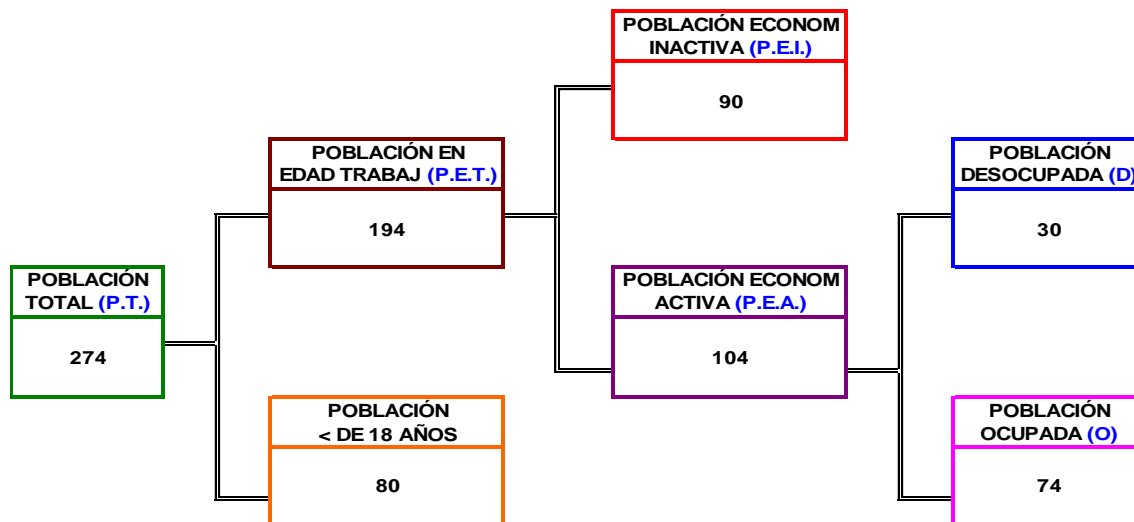 POBLACIÓN ECONOM
INACTIVA (P.E.I.)
90
POBLACIÓN EN
EDAD TRABAJ (P.E.T.)
194
POBLACIÓN
DESOCUPADA (D)
30
POBLACIÓN
TOTAL (P.T.)
274
POBLACIÓN ECONOM
ACTIVA (P.E.A.)
104
POBLACIÓN
< DE 18 AÑOS
80
POBLACIÓN
OCUPADA (O)
74